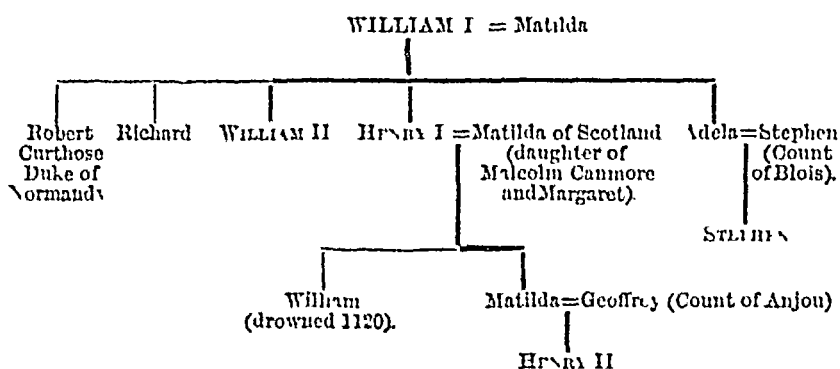 WILLIAM I = Matilda
Robert Curthose Duke of Normandy
Richard
WILLIAM II
HENRY I = Matilda of Scotland
(daughter of
Malcolm Canmore
and Margaret).
Adela=Stephen
(Count
of Blois).
STEPHEN
William
(drowned 1120).
Matilda=Geoffrey (Count of Anjou)
HENRY II